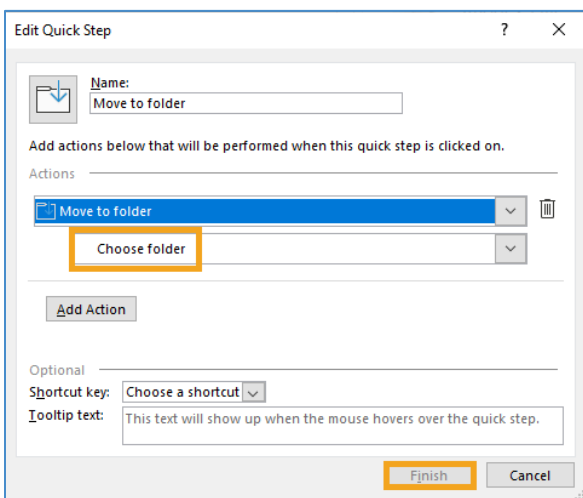 Edit Quick Step ?
Name:
Move to folder
Add actions below that will be performed when this quick step is clicked on.
Actions
Move to folder
Choose folder
Add Action
Optional
Shortcut key: Choose a shortcut
Tooltip text: This text will show up when the mouse hovers over the quick step.
Finish Cancel